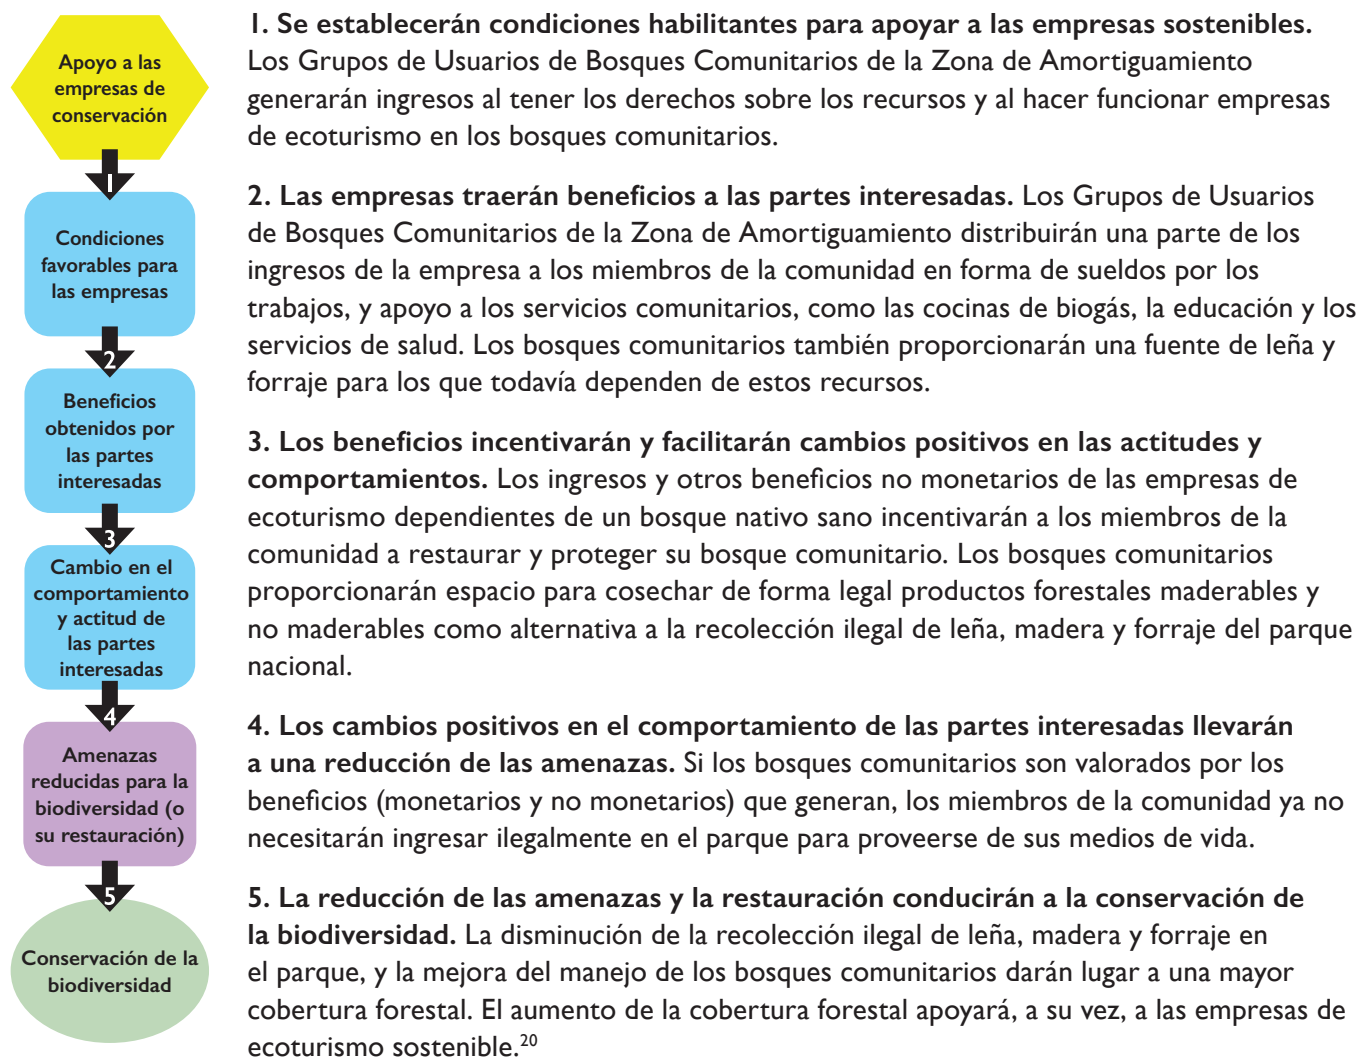 Apoyo a las
empresas de
conservación
1
Condiciones
favorables para
las empresas
2
Beneficios
obtenidos por
las partes
interesadas
3
Cambio en el
comportamiento
y actitud de
las partes
interesadas
4
Amenazas
reducidas para la
biodiversidad (o
su restauración)
5
Conservación de la
biodiversidad
1. Se establecerán condiciones habilitantes para apoyar a las empresas sostenibles.
Los Grupos de Usuarios de Bosques Comunitarios de la Zona de Amortiguamiento
generarán ingresos al tener los derechos sobre los recursos y al hacer funcionar empresas
de ecoturismo en los bosques comunitarios.
2. Las empresas traerán beneficios a las partes interesadas. Los Grupos de Usuarios
de Bosques Comunitarios de la Zona de Amortiguamiento distribuirán una parte de los
ingresos de la empresa a los miembros de la comunidad en forma de sueldos por los
trabajos, y apoyo a los servicios comunitarios, como las cocinas de biogás, la educación y los
servicios de salud. Los bosques comunitarios también proporcionarán una fuente de leña y
forraje para los que todavía dependen de estos recursos.
3. Los beneficios incentivarán y facilitarán cambios positivos en las actitudes y
comportamientos. Los ingresos y otros beneficios no monetarios de las empresas de
ecoturismo dependientes de un bosque nativo sano incentivarán a los miembros de la
comunidad a restaurar y proteger su bosque comunitario. Los bosques comunitarios
proporcionarán espacio para cosechar de forma legal productos forestales maderables y
no maderables como alternativa a la recolección ilegal de leña, madera y forraje del parque
nacional.
4. Los cambios positivos en el comportamiento de las partes interesadas llevarán
a una reducción de las amenazas. Si los bosques comunitarios son valorados por los
beneficios (monetarios y no monetarios) que generan, los miembros de la comunidad ya no
necesitarán ingresar ilegalmente en el parque para proveerse de sus medios de vida.
5. La reducción de las amenazas y la restauración conducirán a la conservación de
la biodiversidad. La disminución de la recolección ilegal de leña, madera y forraje en
el parque, y la mejora del manejo de los bosques comunitarios darán lugar a una mayor
cobertura forestal. El aumento de la cobertura forestal apoyará, a su vez, a las empresas de
ecoturismo sostenible.20